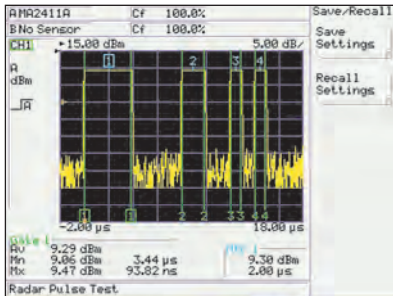 A MA2411A Cf 100.0% Save/Recall
B No Sensor Cf 100.0% Save
Settings
CH1 15.00 dBm 5.00 dB/
A
dBm
1 2 3 4
Recall
Settings
A
1 1 2 2 3 3 4 4
-2.00 µs 18.00 µs
Gate 1
Av 9.29 dBm
Mn 9.06 dBm 3.44 µs 9.30 dBm
Mx 9.47 dBm 93.82 ns 2.00 µs
Radar Pulse Test